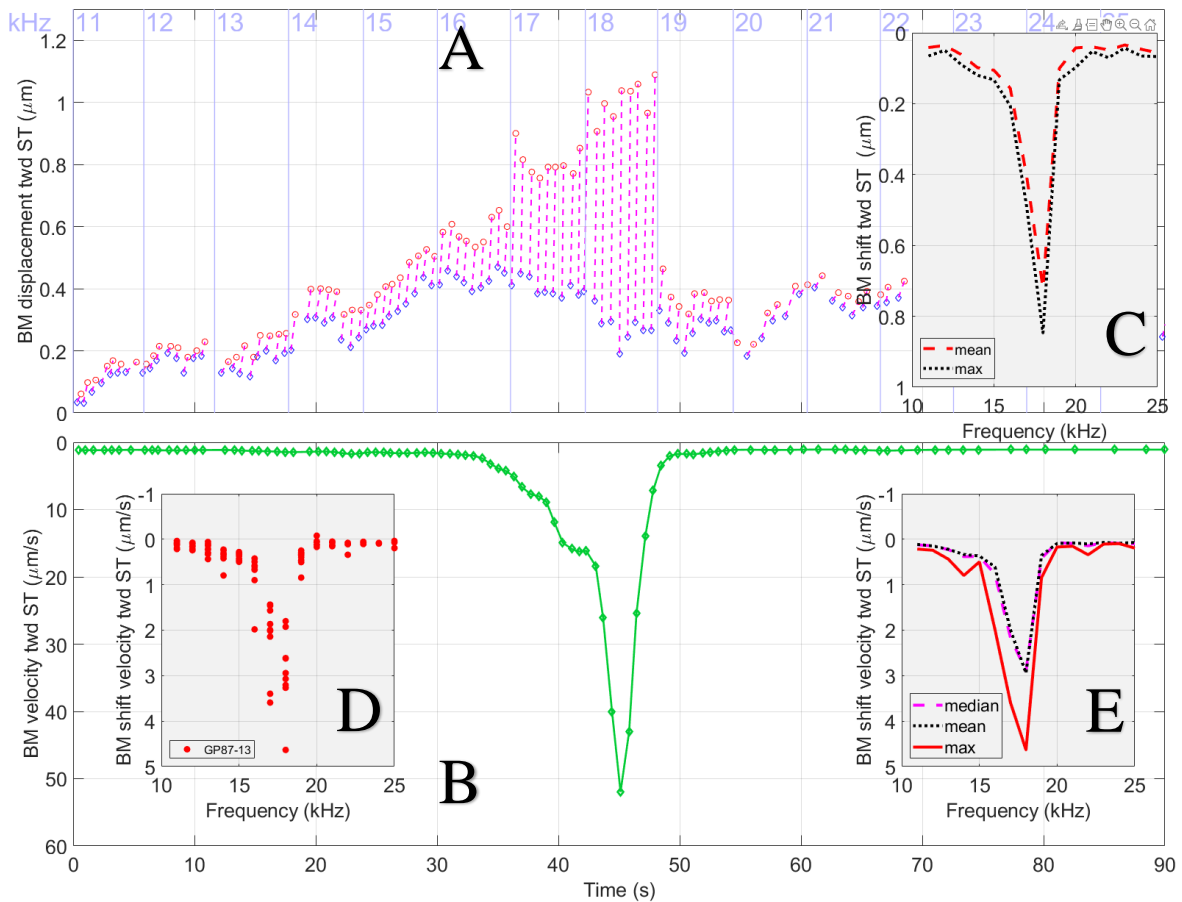 kHz 11 12 13 14 15 16 17 18 19 20 21 22 23 24 25
A
BM displacement twd ST (μm)
1.2
1
0.8
0.6
0.4
0.2
0
BM shift twd ST (μm)
0
0.2
0.4
0.6
0.8
1
C
mean
max
10 15 20 25
Frequency (kHz)
BM velocity twd ST (μm/s)
0
10
20
30
40
50
60
B
BM shift velocity twd ST (μm/s)
-1
0
1
2
3
4
5
D
GP87-13
10 15 20 25
Frequency (kHz)
BM shift velocity twd ST (μm/s)
-1
0
1
2
3
4
5
E
median
mean
max
10 15 20 25
Frequency (kHz)
0 10 20 30 40 50 60 70 80 90
Time (s)